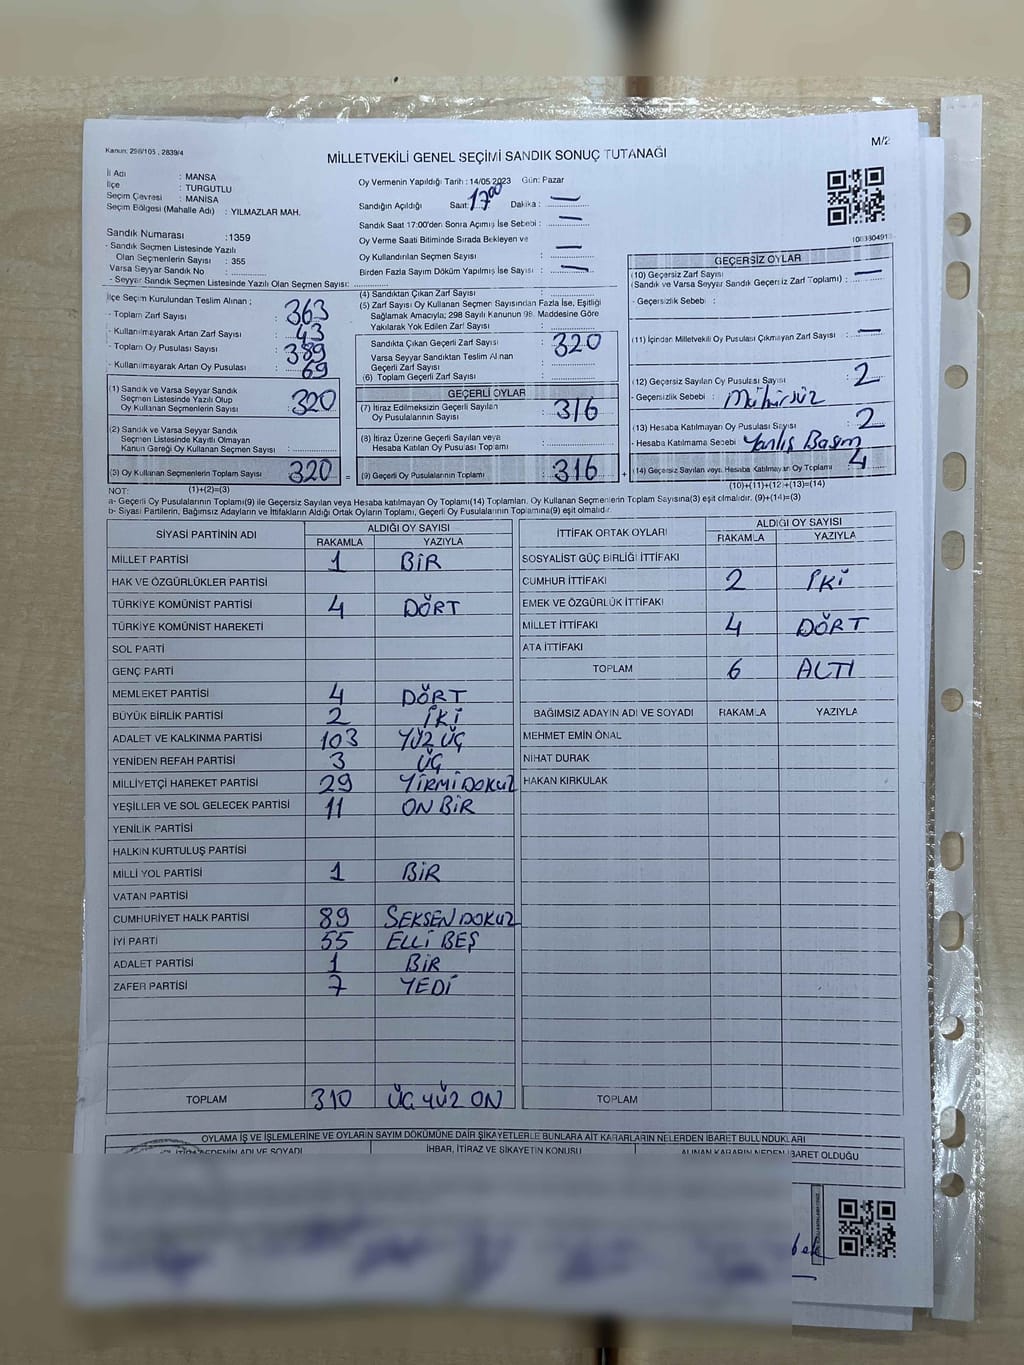 Kanun: 298/105 , 2839/4
M/2
MİLLETVEKİLİ GENEL SEÇİMİ SANDIK SONUÇ TUTANAĞI
İl Adı : MANSA
İlçe : TURGUTLU
Seçim Çevresi : MANİSA
Seçim Bölgesi (Mahalle Adı) : YILMAZLAR MAH.
Sandık Numarası :1359
- Sandık Seçmen Listesinde Yazılı
Olan Seçmenlerin Sayısı : 355
Varsa Seyyar Sandık No :
- Seyyar Sandık Seçmen Listesinde Yazılı Olan Seçmen Sayısı:
Oy Vermenin Yapıldığı Tarih : 14/05/2023 Gün: Pazar
Sandığın Açıldığı Saat: 17.00 Dakika : —
Sandık Saat 17:00'den Sonra Açılmış İse Sebebi : —
Oy Verme Saati Bitiminde Sırada Bekleyen ve
Oy Kullandırılan Seçmen Sayısı : —
Birden Fazla Sayım Döküm Yapılmış İse Sayısı : —
İlçe Seçim Kurulundan Teslim Alınan ;
- Toplam Zarf Sayısı : 363
- Kullanılmayarak Artan Zarf Sayısı : 43
- Toplam Oy Pusulası Sayısı : 389
- Kullanılmayarak Artan Oy Pusulası : 69
(1) Sandık ve Varsa Seyyar Sandık
Seçmen Listesinde Yazılı Olup
Oy Kullanan Seçmenlerin Sayısı : 320
(2) Sandık ve Varsa Seyyar Sandık
Seçmen Listesinde Kayıtlı Olmayan
Kanun Gereği Oy Kullanan Seçmen Sayısı :
(3) Oy Kullanan Seçmenlerin Toplam Sayısı : 320 =
(1)+(2)=(3)
(4) Sandıktan Çıkan Zarf Sayısı :
(5) Zarf Sayısı Oy Kullanan Seçmen Sayısından Fazla İse, Eşitliği
Sağlamak Amacıyla; 298 Sayılı Kanunun 98. Maddesine Göre
Yakılarak Yok Edilen Zarf Sayısı :
Sandıkta Çıkan Geçerli Zarf Sayısı : 320
Varsa Seyyar Sandıktan Teslim Alınan
Geçerli Zarf Sayısı :
(6) Toplam Geçerli Zarf Sayısı :
GEÇERLİ OYLAR
(7) İtiraz Edilmeksizin Geçerli Sayılan
Oy Pusulalarının Sayısı : 316
(8) İtiraz Üzerine Geçerli Sayılan veya
Hesaba Katılan Oy Pusulası Toplamı :
(9) Geçerli Oy Pusulalarının Toplamı : 316 +
GEÇERSİZ OYLAR
(10) Geçersiz Zarf Sayısı
(Sandık ve Varsa Seyyar Sandık Geçersiz Zarf Toplamı) : —
- Geçersizlik Sebebi :
(11) İçinden Milletvekili Oy Pusulası Çıkmayan Zarf Sayısı : —
(12) Geçersiz Sayılan Oy Pusulası Sayısı : 2
- Geçersizlik Sebebi : Mühürsüz
(13) Hesaba Katılmayan Oy Pusulası Sayısı : 2
- Hesaba Katılmama Sebebi : Yanlış Basım
(14) Geçersiz Sayılan veya Hesaba Katılmayan Oy Toplamı : 4
(10)+(11)+(12)+(13)=(14)
NOT:
a- Geçerli Oy Pusulalarının Toplamı(9) ile Geçersiz Sayılan veya Hesaba katılmayan Oy Toplamı(14) Toplamları, Oy Kullanan Seçmenlerin Toplam Sayısına(3) eşit olmalıdır. (9)+(14)=(3)
b- Siyasi Partilerin, Bağımsız Adayların ve İttifakların Aldığı Ortak Oyların Toplamı, Geçerli Oy Pusulalarının Toplamına(9) eşit olmalıdır.
SİYASİ PARTİNİN ADI ALDIĞI OY SAYISI
RAKAMLA YAZIYLA
MİLLET PARTİSİ 1 BİR
HAK VE ÖZGÜRLÜKLER PARTİSİ
TÜRKİYE KOMÜNİST PARTİSİ 4 DÖRT
TÜRKİYE KOMÜNİST HAREKETİ
SOL PARTİ
GENÇ PARTİ
MEMLEKET PARTİSİ 4 DÖRT
BÜYÜK BİRLİK PARTİSİ 2 İKİ
ADALET VE KALKINMA PARTİSİ 103 YÜZ ÜÇ
YENİDEN REFAH PARTİSİ 3 ÜÇ
MİLLİYETÇİ HAREKET PARTİSİ 29 YİRMİ DOKUZ
YEŞİLLER VE SOL GELECEK PARTİSİ 11 ON BİR
YENİLİK PARTİSİ
HALKIN KURTULUŞ PARTİSİ
MİLLİ YOL PARTİSİ 1 BİR
VATAN PARTİSİ
CUMHURİYET HALK PARTİSİ 89 SEKSEN DOKUZ
İYİ PARTİ 55 ELLİ BEŞ
ADALET PARTİSİ 1 BİR
ZAFER PARTİSİ 7 YEDİ
TOPLAM 310 ÜÇ YÜZ ON
İTTİFAK ORTAK OYLARI ALDIĞI OY SAYISI
RAKAMLA YAZIYLA
SOSYALİST GÜÇ BİRLİĞİ İTTİFAKI
CUMHUR İTTİFAKI 2 İKİ
EMEK VE ÖZGÜRLÜK İTTİFAKI
MİLLET İTTİFAKI 4 DÖRT
ATA İTTİFAKI
TOPLAM 6 ALTI
BAĞIMSIZ ADAYIN ADI VE SOYADI RAKAMLA YAZIYLA
MEHMET EMİN ÖNAL
NİHAT DURAK
HAKAN KIRKULAK
TOPLAM
OYLAMA İŞ VE İŞLEMLERİNE VE OYLARIN SAYIM DÖKÜMÜNE DAİR ŞİKAYETLERLE BUNLARA AİT KARARLARIN NELERDEN İBARET BULUNDUKLARI
İTİRAZ EDENİN ADI VE SOYADI İHBAR, İTİRAZ VE ŞİKAYETİN KONUSU ALINAN KARARIN NEDEN İBARET OLDUĞU